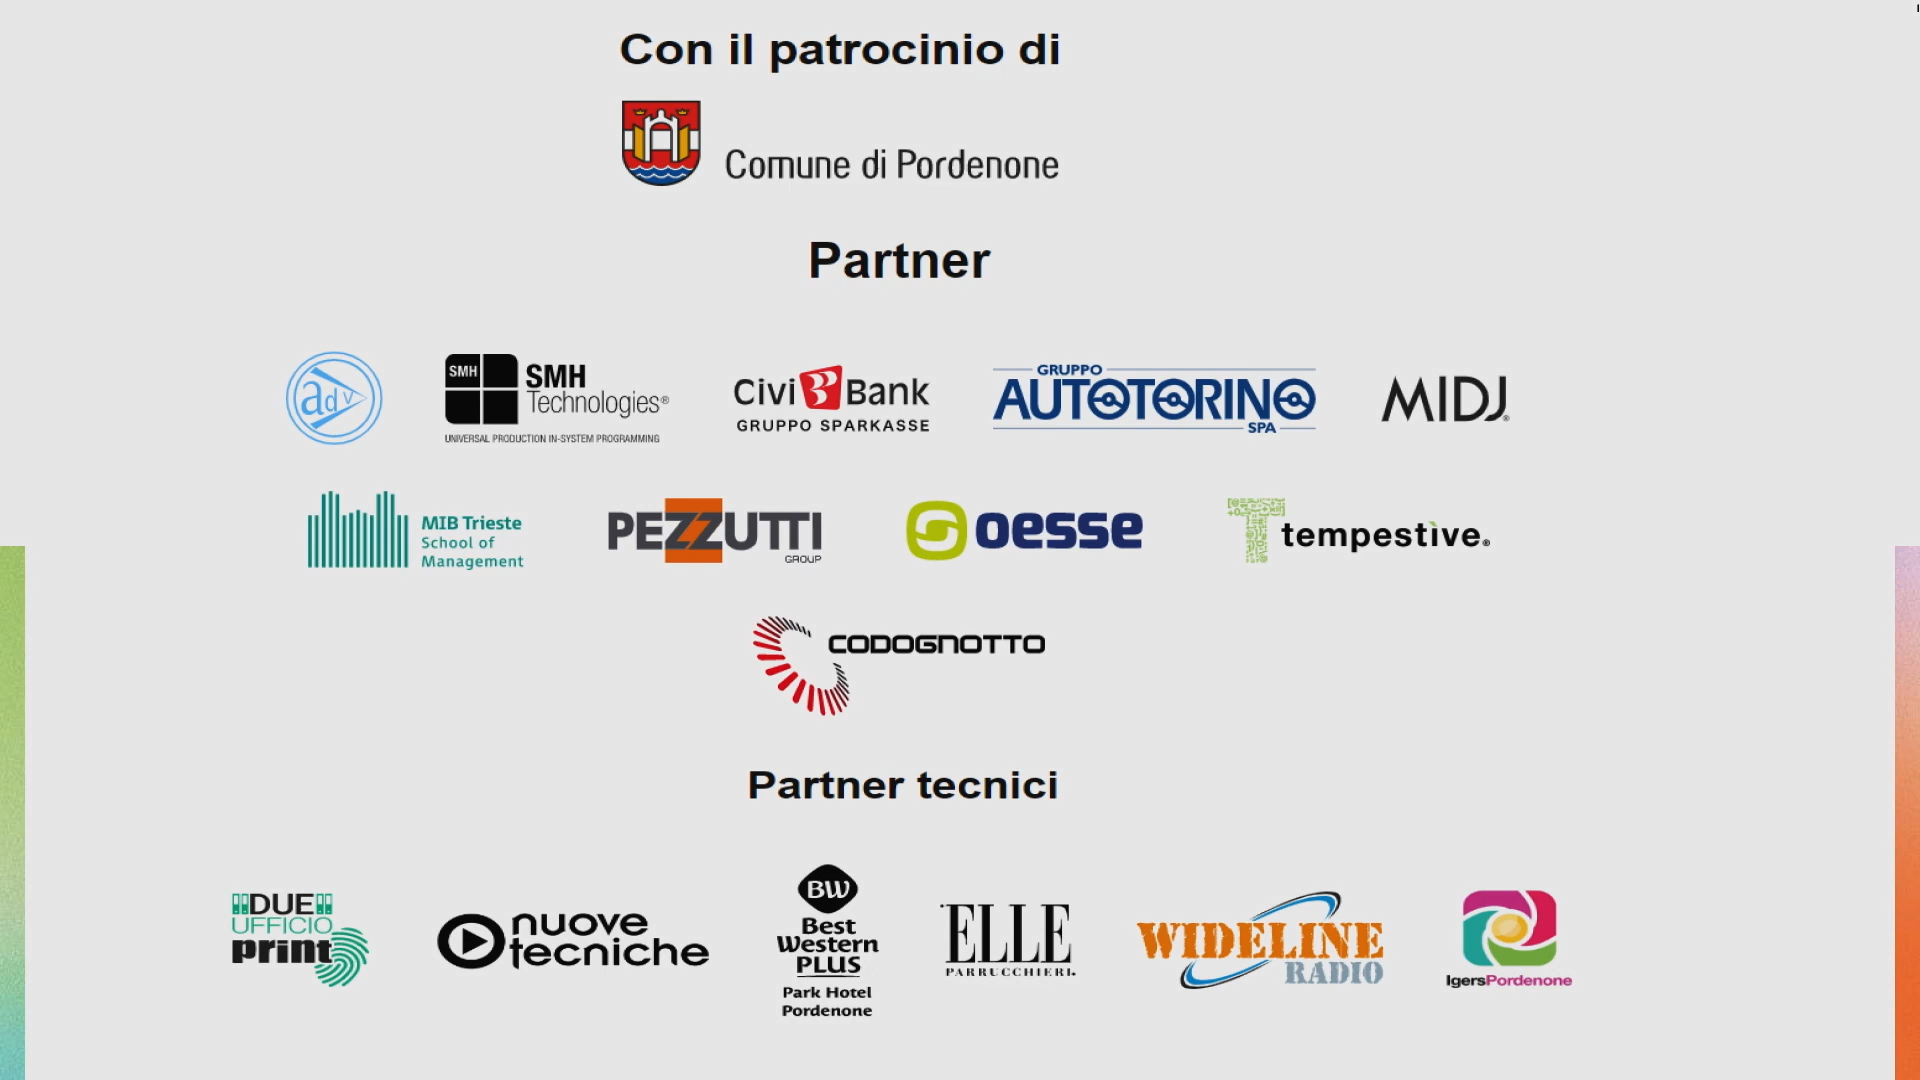 Con il patrocinio di
Comune di Pordenone
Partner
adv
SMH
SMH
Technologies®
UNIVERSAL PRODUCTION IN-SYSTEM PROGRAMMING
Civi Bank
GRUPPO SPARKASSE
GRUPPO
AUTOTORINO
SPA
MIDJ®
MIB Trieste
School of
Management
PEZZUTTI
GROUP
oesse
T tempestìve®
CODOGNOTTO
Partner tecnici
DUE
UFFICIO
print
nuove
tecniche
BW
Best
Western
PLUS
Park Hotel
Pordenone
ELLE
PARRUCCHIERI
WIDELINE
RADIO
IgersPordenone